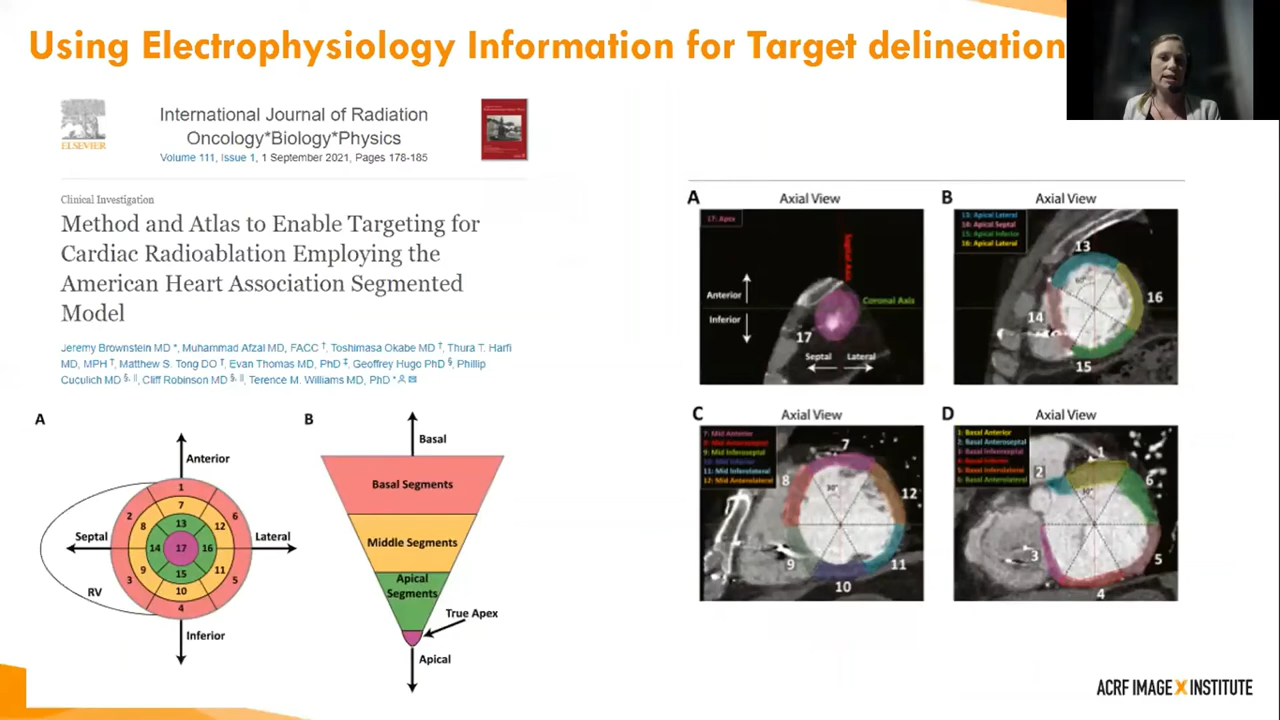 Using Electrophysiology Information for Target delineation
ELSEVIER
International Journal of Radiation
Oncology*Biology*Physics
Volume 111, Issue 1, 1 September 2021, Pages 178-185
Clinical Investigation
Method and Atlas to Enable Targeting for
Cardiac Radioablation Employing the
American Heart Association Segmented
Model
Jeremy Brownstein MD *, Muhammad Afzal MD, FACC †, Toshimasa Okabe MD †, Thura T. Harfi
MD, MPH †, Matthew S. Tong DO †, Evan Thomas MD, PhD ‡, Geoffrey Hugo PhD §, Phillip
Cuculich MD §, ||, Cliff Robinson MD §, ||, Terence M. Williams MD, PhD *
A
Anterior
Septal
Lateral
RV
Inferior
1
2
3
4
5
6
7
8
9
10
11
12
13
14
15
16
17
B
Basal
Basal Segments
Middle Segments
Apical
Segments
True Apex
Apical
A
Axial View
17: Apex
Septal Axis
Anterior
Inferior
Coronal Axis
17
Septal
Lateral
B
Axial View
13: Apical Lateral
14: Apical Septal
15: Apical Inferior
16: Apical Lateral
13
60°
16
14
15
C
Axial View
7: Mid Anterior
8: Mid Anteroseptal
9: Mid Inferoseptal
10: Mid Inferior
11: Mid Inferolateral
12: Mid Anterolateral
7
8
30°
12
9
11
10
D
Axial View
1: Basal Anterior
2: Basal Anteroseptal
3: Basal Inferoseptal
4: Basal Inferior
5: Basal Inferolateral
6: Basal Anterolateral
1
2
30°
6
3
5
4
ACRF IMAGE X INSTITUTE